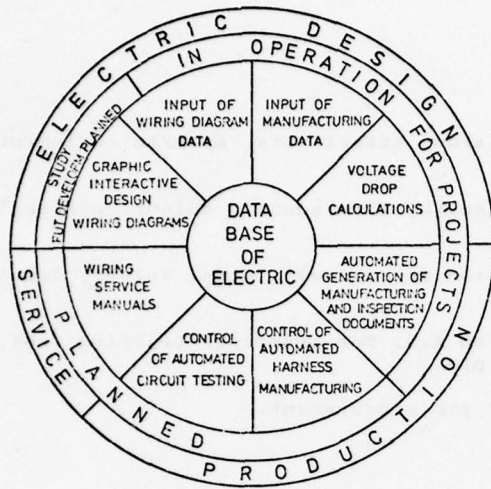 ELECTRIC DESIGN
IN OPERATION FOR PROJECTS
STUDY
FUT DEVELOPM PLANNED
INPUT OF
WIRING DIAGRAM
DATA
INPUT OF
MANUFACTURING
DATA
GRAPHIC
INTERACTIVE
DESIGN
WIRING DIAGRAMS
VOLTAGE
DROP
CALCULATIONS
DATA
BASE
OF
ELECTRIC
WIRING
SERVICE
MANUALS
AUTOMATED
GENERATION OF
MANUFACTURING
AND INSPECTION
DOCUMENTS
CONTROL
OF AUTOMATED
CIRCUIT TESTING
CONTROL OF
AUTOMATED
HARNESS
MANUFACTURING
PLANNED
SERVICE
PRODUCTION